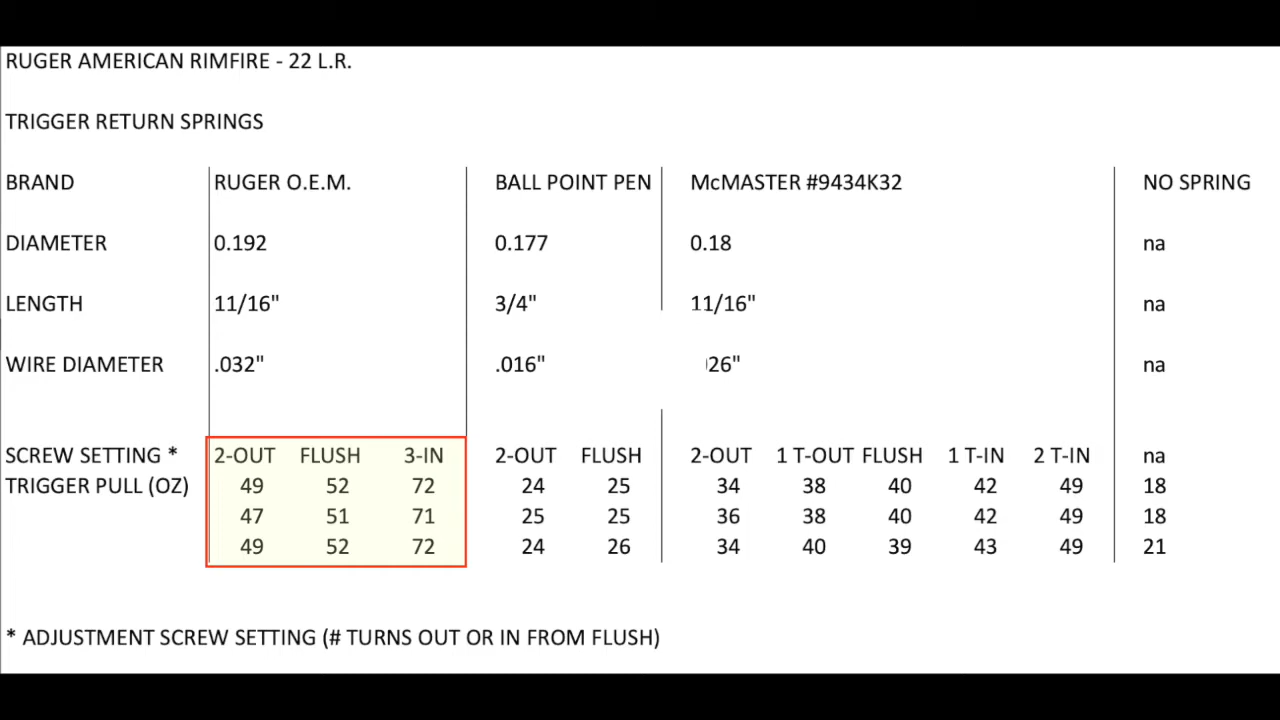 RUGER AMERICAN RIMFIRE - 22 L.R.
TRIGGER RETURN SPRINGS
BRAND RUGER O.E.M. BALL POINT PEN McMASTER #9434K32 NO SPRING
DIAMETER 0.192 0.177 0.18 na
LENGTH 11/16" 3/4" 11/16" na
WIRE DIAMETER .032" .016" 26" na
SCREW SETTING * 2-OUT FLUSH 3-IN 2-OUT FLUSH 2-OUT 1 T-OUT FLUSH 1 T-IN 2 T-IN na
TRIGGER PULL (OZ) 49 52 72 24 25 34 38 40 42 49 18
47 51 71 25 25 36 38 40 42 49 18
49 52 72 24 26 34 40 39 43 49 21
* ADJUSTMENT SCREW SETTING (# TURNS OUT OR IN FROM FLUSH)